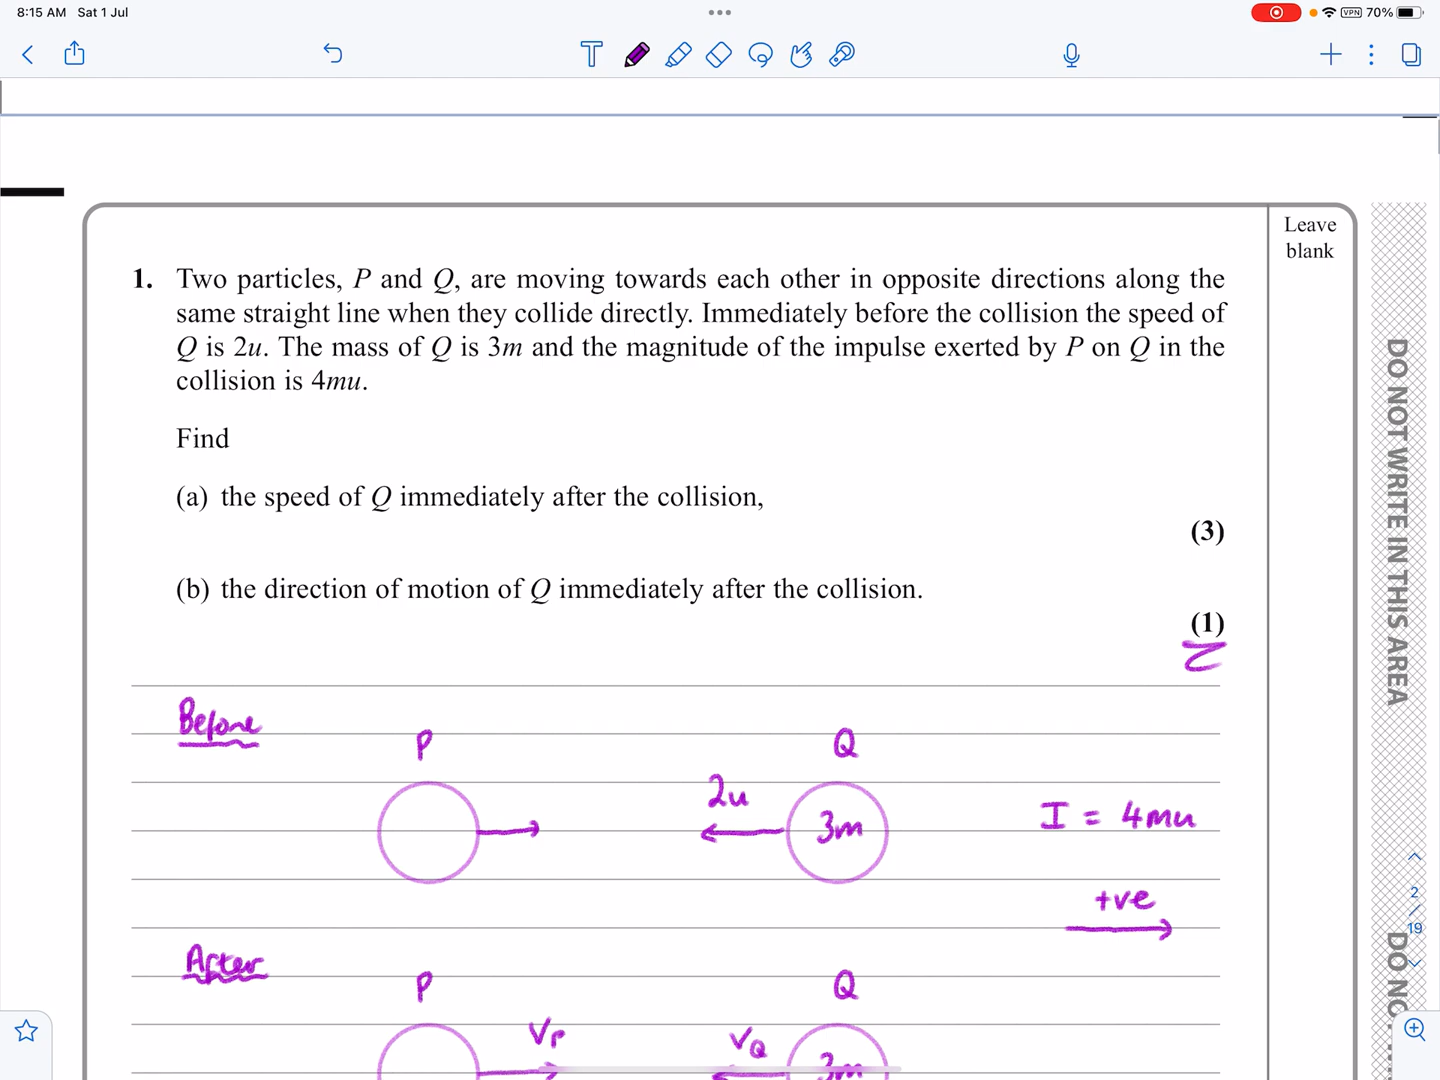 8:15 AM Sat 1 Jul
VPN 70%
T
Leave
blank
1. Two particles, P and Q, are moving towards each other in opposite directions along the
same straight line when they collide directly. Immediately before the collision the speed of
Q is 2u. The mass of Q is 3m and the magnitude of the impulse exerted by P on Q in the
collision is 4mu.
Find
(a) the speed of Q immediately after the collision,
(3)
(b) the direction of motion of Q immediately after the collision.
(1)
Before
P
Q
2u
3m
I = 4mu
+ve
After
P
Q
VP
VQ
3m
DO NOT WRITE IN THIS AREA
DO NO
2
/
19